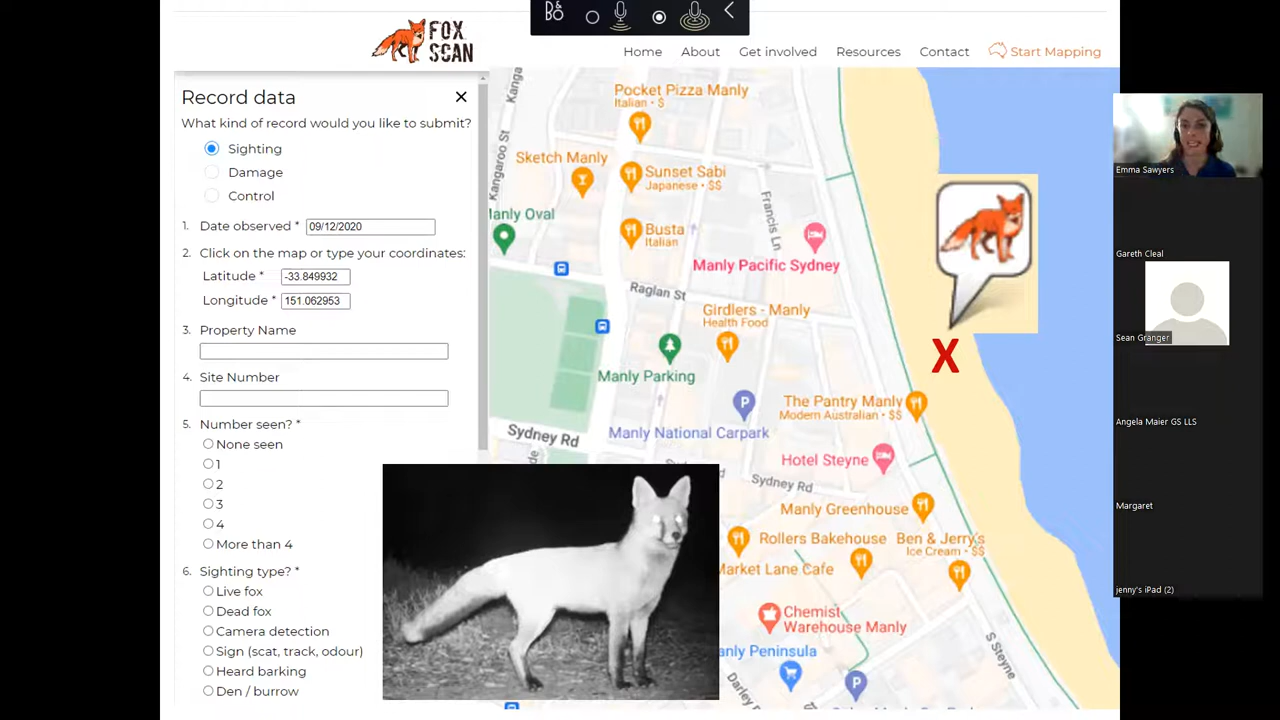 B&O
FOX
SCAN
Home About Get involved Resources Contact Start Mapping
Record data
What kind of record would you like to submit?
Sighting
Damage
Control
1. Date observed * 09/12/2020
2. Click on the map or type your coordinates:
Latitude * -33.849932
Longitude * 151.062953
3. Property Name
4. Site Number
5. Number seen? *
None seen
1
2
3
4
More than 4
6. Sighting type? *
Live fox
Dead fox
Camera detection
Sign (scat, track, odour)
Heard barking
Den / burrow
Kangaroo St
Kangar
Pocket Pizza Manly
Italian • $
Sketch Manly
Sunset Sabi
Japanese • $$
Manly Oval
Busta
Italian
Francis Ln
Manly Pacific Sydney
Raglan St
Girdlers - Manly
Health Food
Manly Parking
The Pantry Manly
Modern Australian • $$
Manly National Carpark
Sydney Rd
Hotel Steyne
Sydney Rd
Manly Greenhouse
Rollers Bakehouse
Ben & Jerry's
Ice Cream • $$
Market Lane Cafe
Chemist
Warehouse Manly
anly Peninsula
S Steyne
Darley
P
P
X
Emma Sawyers
Gareth Cleal
Sean Granger
Angela Maier GS LLS
Margaret
jenny's iPad (2)